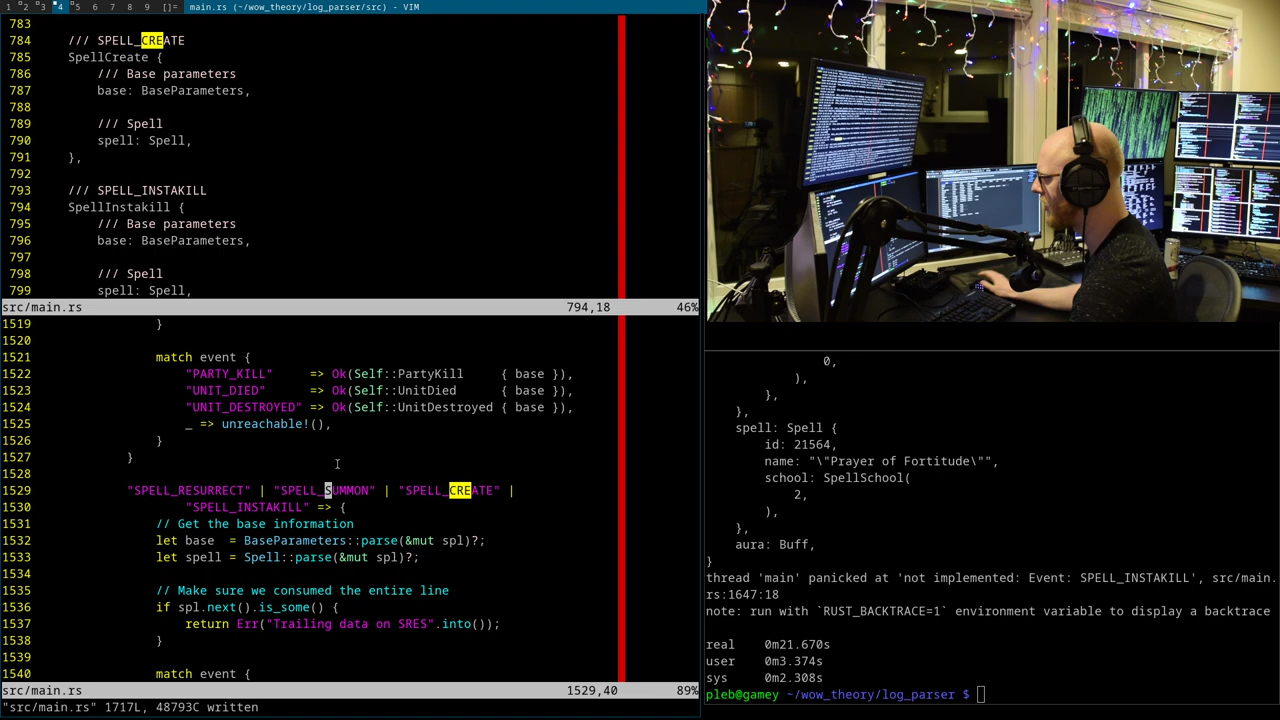 1 2 3 4 5 6 7 8 9 []= main.rs (~/wow_theory/log_parser/src) - VIM
783
784 /// SPELL_CREATE
785 SpellCreate {
786 /// Base parameters
787 base: BaseParameters,
788
789 /// Spell
790 spell: Spell,
791 },
792
793 /// SPELL_INSTAKILL
794 SpellInstakill {
795 /// Base parameters
796 base: BaseParameters,
797
798 /// Spell
799 spell: Spell,
src/main.rs 794,18 46%
1519 }
1520
1521 match event {
1522 "PARTY_KILL" => Ok(Self::PartyKill { base }),
1523 "UNIT_DIED" => Ok(Self::UnitDied { base }),
1524 "UNIT_DESTROYED" => Ok(Self::UnitDestroyed { base }),
1525 _ => unreachable!(),
1526 }
1527 }
1528
1529 "SPELL_RESURRECT" | "SPELL_SUMMON" | "SPELL_CREATE" |
1530 "SPELL_INSTAKILL" => {
1531 // Get the base information
1532 let base = BaseParameters::parse(&mut spl)?;
1533 let spell = Spell::parse(&mut spl)?;
1534
1535 // Make sure we consumed the entire line
1536 if spl.next().is_some() {
1537 return Err("Trailing data on SRES".into());
1538 }
1539
1540 match event {
src/main.rs 1529,40 89%
"src/main.rs" 1717L, 48793C written
0,
),
},
},
spell: Spell {
id: 21564,
name: "\"Prayer of Fortitude\"",
school: SpellSchool(
2,
),
},
aura: Buff,
}
thread 'main' panicked at 'not implemented: Event: SPELL_INSTAKILL', src/main.
rs:1647:18
note: run with `RUST_BACKTRACE=1` environment variable to display a backtrace
real 0m21.670s
user 0m3.374s
sys 0m2.308s
pleb@gamey ~/wow_theory/log_parser $